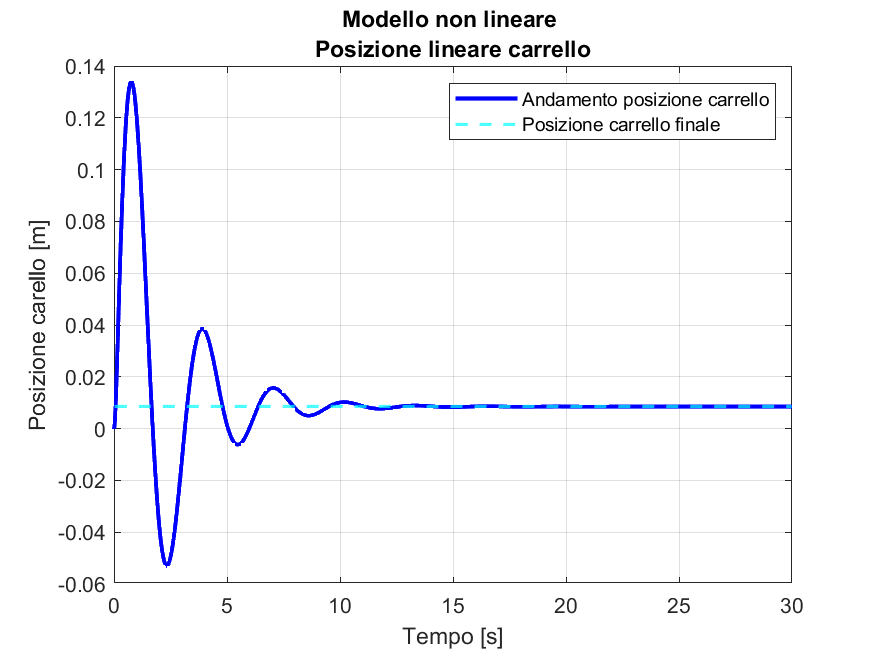 Modello non lineare
Posizione lineare carrello
0.14
0.12
0.1
0.08
0.06
0.04
0.02
0
-0.02
-0.04
-0.06
Posizione carello [m]
Andamento posizione carrello
Posizione carrello finale
0 5 10 15 20 25 30
Tempo [s]